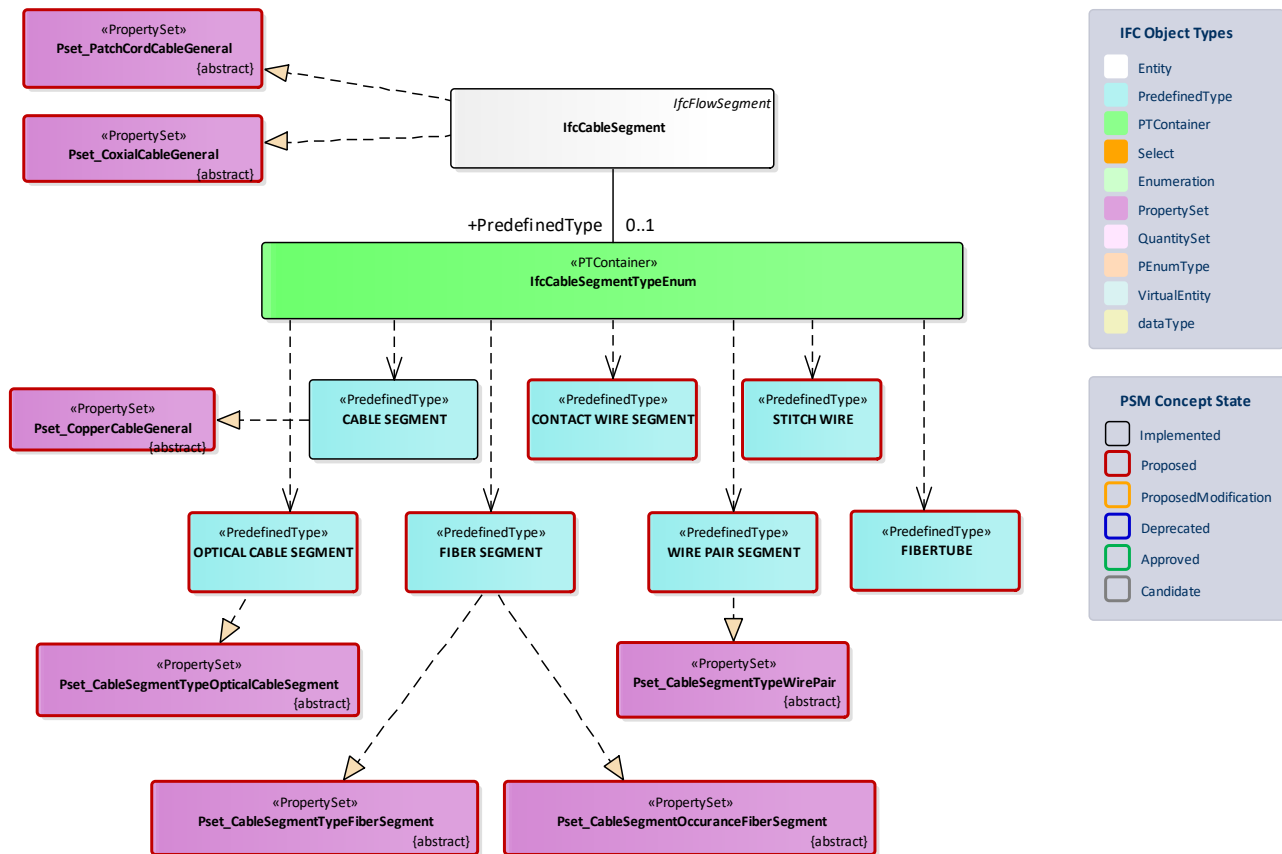 «PropertySet»
Pset_PatchCordCableGeneral
{abstract}
«PropertySet»
Pset_CoxialCableGeneral
{abstract}
IfcFlowSegment
IfcCableSegment
+PredefinedType 0..1
«PTContainer»
IfcCableSegmentTypeEnum
«PropertySet»
Pset_CopperCableGeneral
{abstract}
«PredefinedType»
CABLE SEGMENT
«PredefinedType»
CONTACT WIRE SEGMENT
«PredefinedType»
STITCH WIRE
«PredefinedType»
OPTICAL CABLE SEGMENT
«PredefinedType»
FIBER SEGMENT
«PredefinedType»
WIRE PAIR SEGMENT
«PredefinedType»
FIBERTUBE
«PropertySet»
Pset_CableSegmentTypeOpticalCableSegment
{abstract}
«PropertySet»
Pset_CableSegmentTypeWirePair
{abstract}
«PropertySet»
Pset_CableSegmentTypeFiberSegment
{abstract}
«PropertySet»
Pset_CableSegmentOccuranceFiberSegment
{abstract}
IFC Object Types
Entity
PredefinedType
PTContainer
Select
Enumeration
PropertySet
QuantitySet
PEnumType
VirtualEntity
dataType
PSM Concept State
Implemented
Proposed
ProposedModification
Deprecated
Approved
Candidate